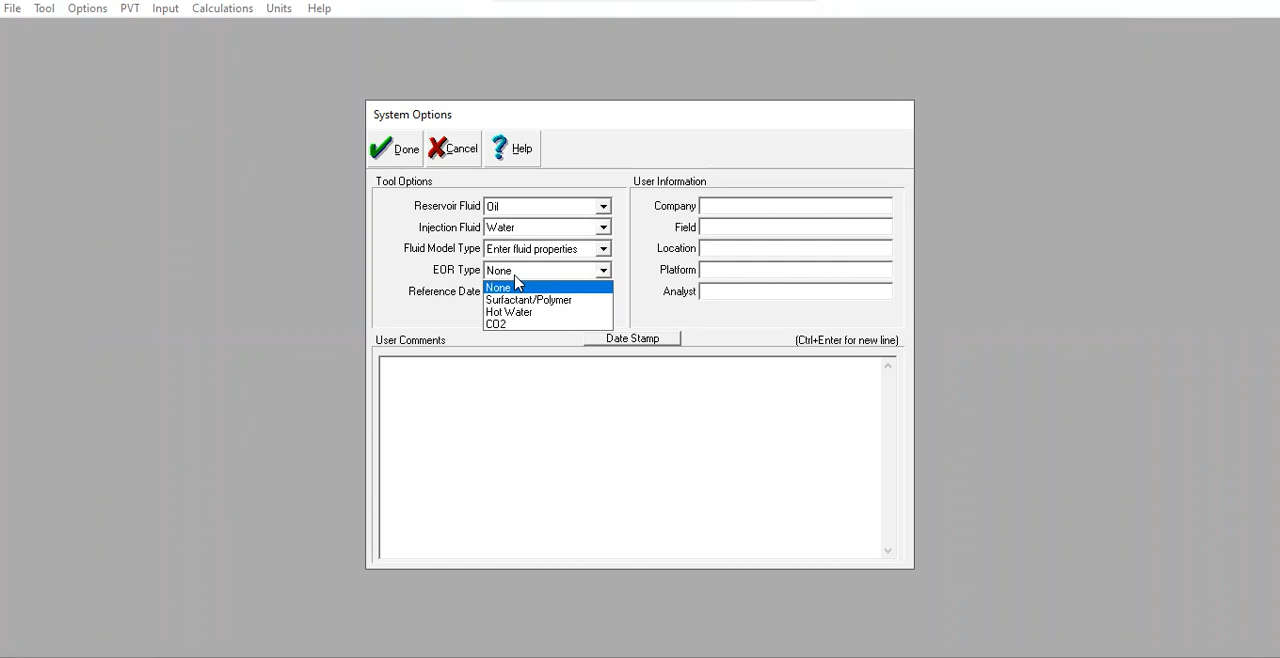 File Tool Options PVT Input Calculations Units Help
System Options
Done Cancel Help
Tool Options
Reservoir Fluid Oil
Injection Fluid Water
Fluid Model Type Enter fluid properties
EOR Type None
None
Surfactant/Polymer
Hot Water
CO2
Reference Date
User Information
Company
Field
Location
Platform
Analyst
User Comments Date Stamp (Ctrl+Enter for new line)